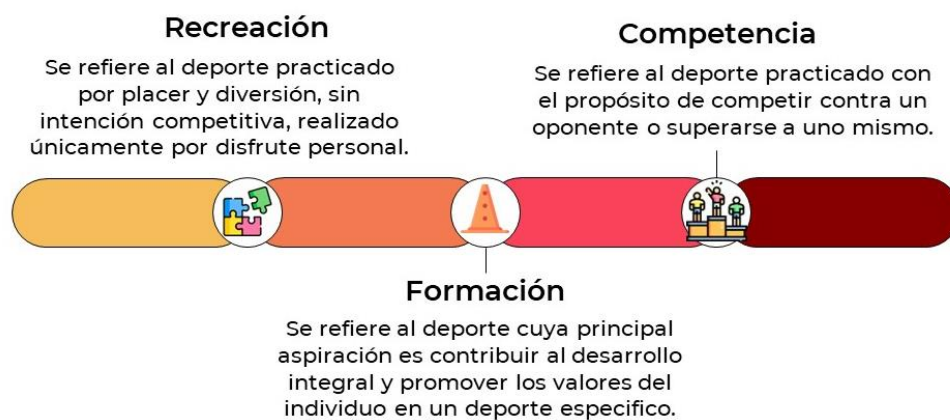 Recreación
Se refiere al deporte practicado
por placer y diversión, sin
intención competitiva, realizado
únicamente por disfrute personal.
Competencia
Se refiere al deporte practicado con
el propósito de competir contra un
oponente o superarse a uno mismo.
Formación
Se refiere al deporte cuya principal
aspiración es contribuir al desarrollo
integral y promover los valores del
individuo en un deporte especifico.